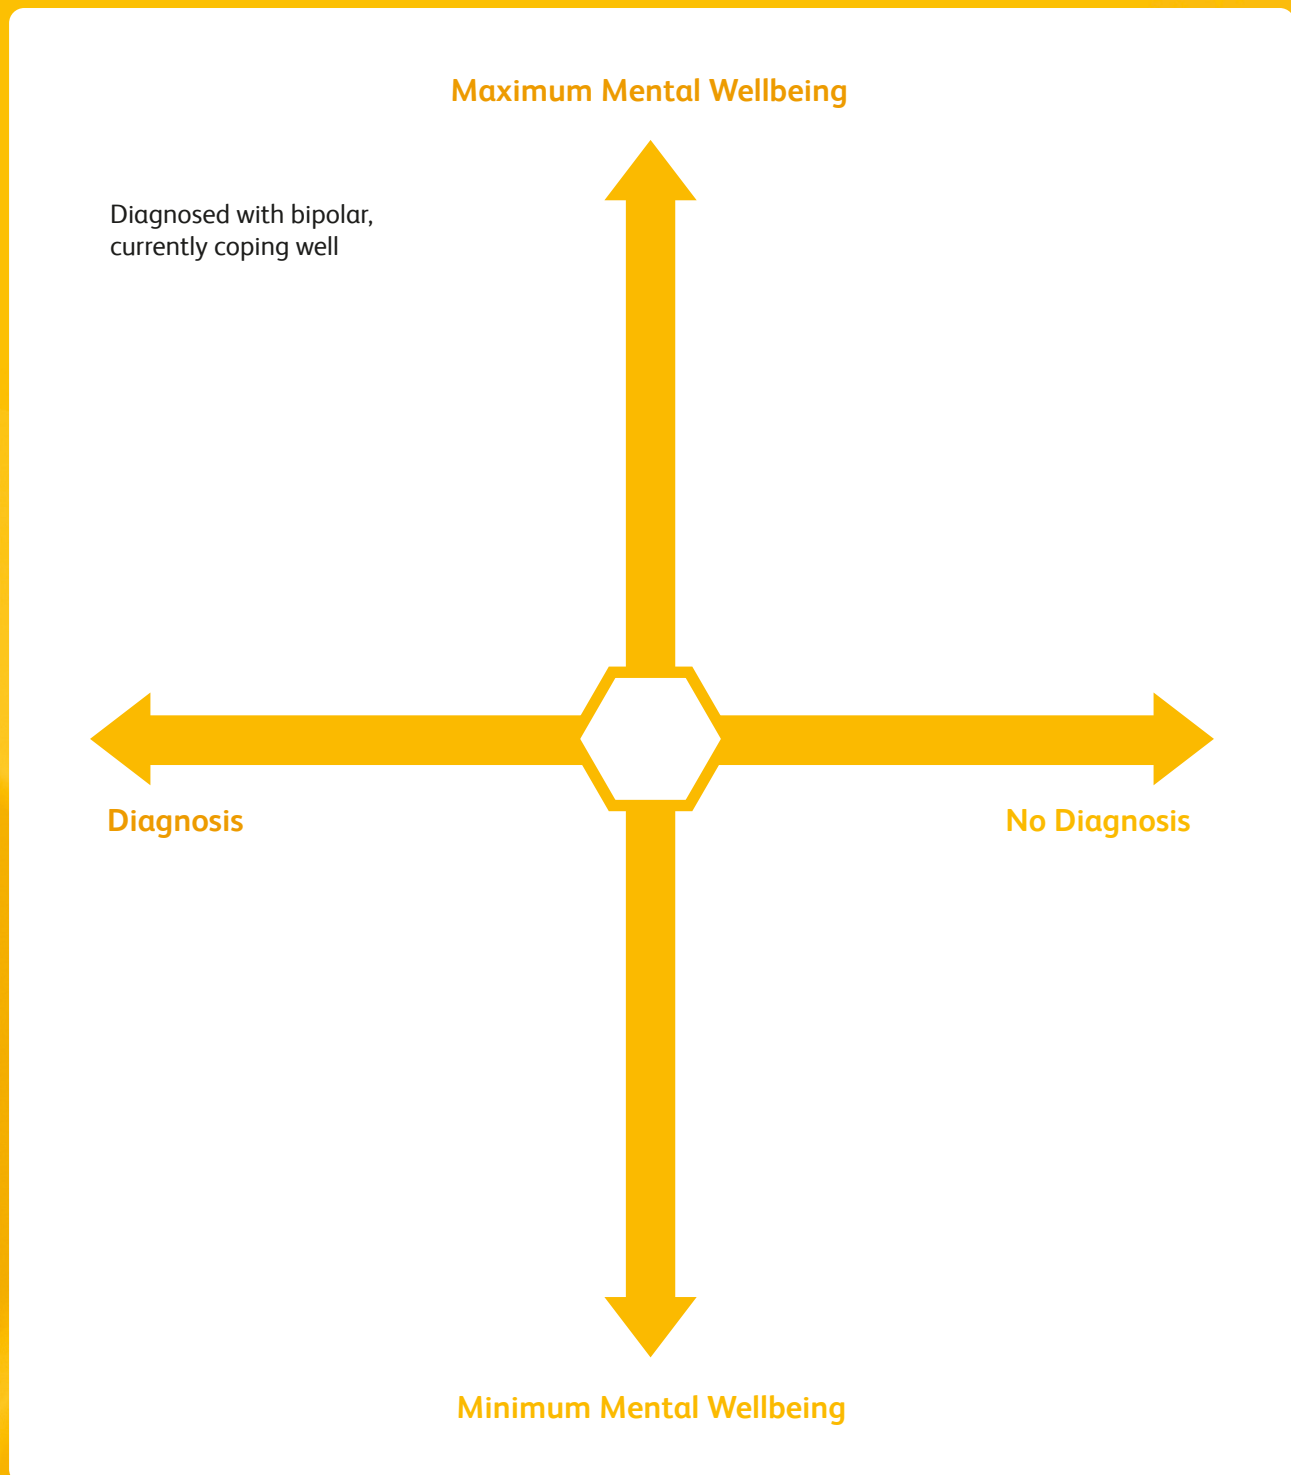 Maximum Mental Wellbeing
Diagnosed with bipolar,
currently coping well
Diagnosis
No Diagnosis
Minimum Mental Wellbeing